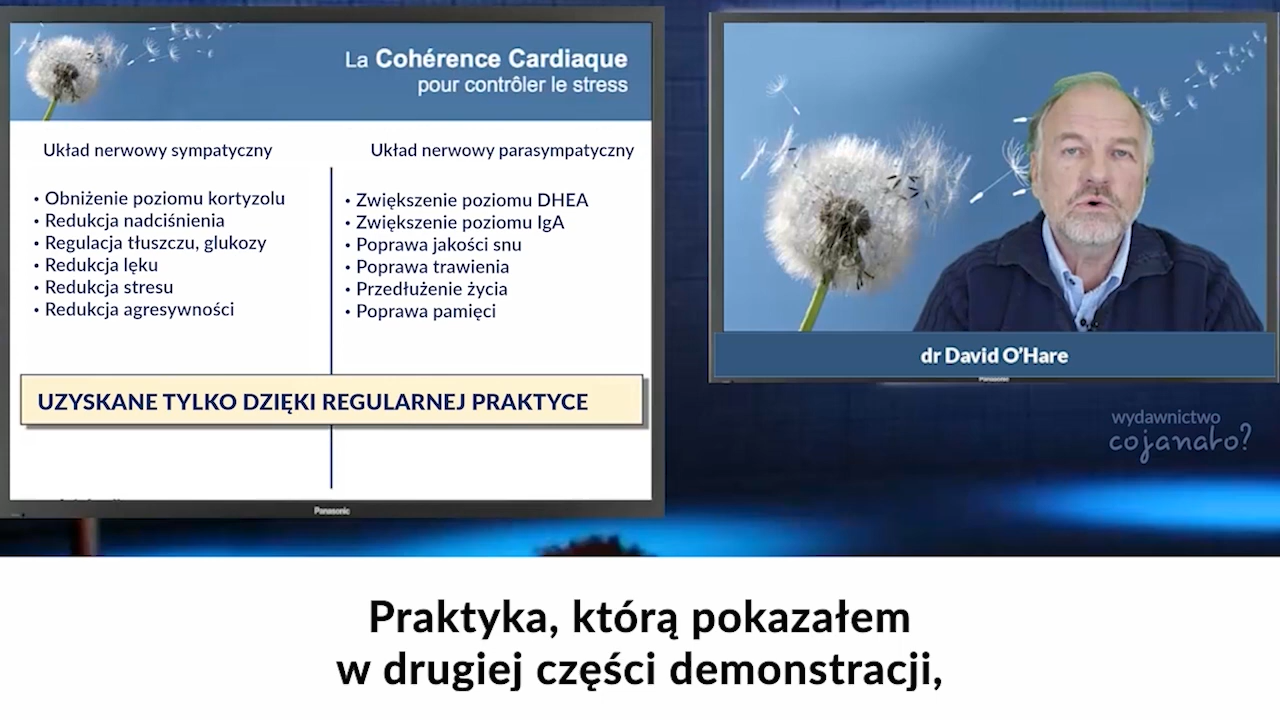 La Cohérence Cardiaque
pour contrôler le stress
Układ nerwowy sympatyczny
• Obniżenie poziomu kortyzolu
• Redukcja nadciśnienia
• Regulacja tłuszczu, glukozy
• Redukcja lęku
• Redukcja stresu
• Redukcja agresywności
Układ nerwowy parasympatyczny
• Zwiększenie poziomu DHEA
• Zwiększenie poziomu IgA
• Poprawa jakości snu
• Poprawa trawienia
• Przedłużenie życia
• Poprawa pamięci
UZYSKANE TYLKO DZIĘKI REGULARNEJ PRAKTYCE
Panasonic
dr David O'Hare
Panasonic
wydawnictwo
cojanato?
Praktyka, którą pokazałem
w drugiej części demonstracji,